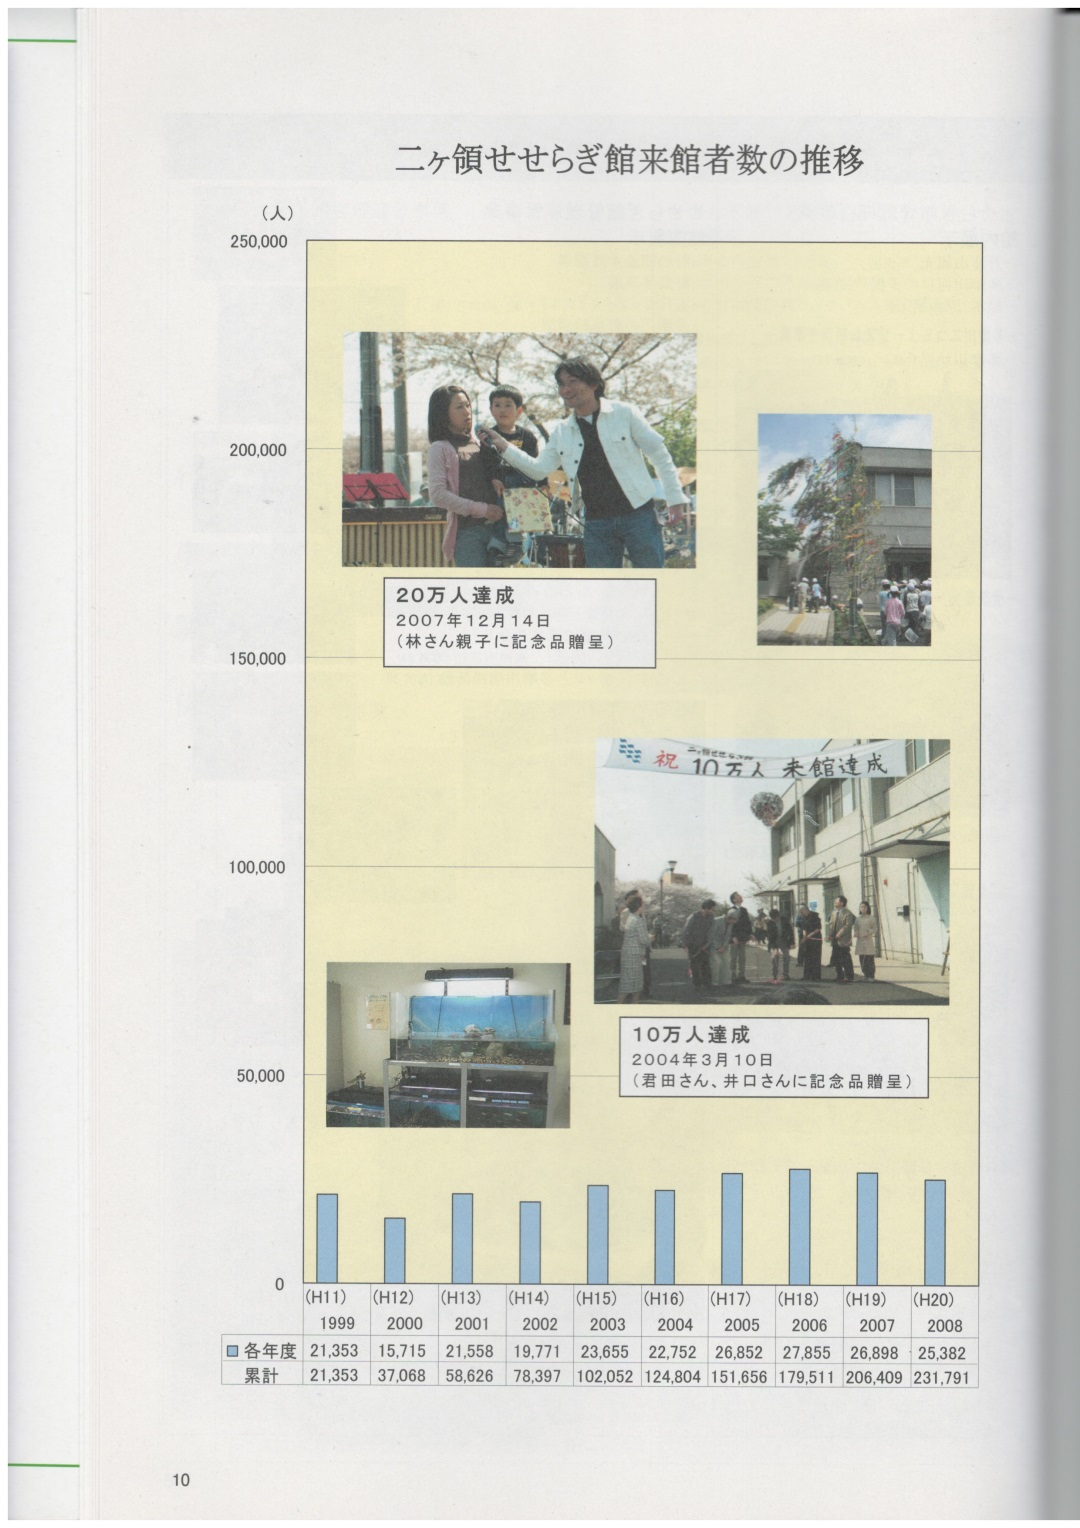 二ヶ領せせらぎ館来館者数の推移
（人）
250,000
200,000
150,000
100,000
50,000
0
20万人達成
2007年12月14日
（林さん親子に記念品贈呈）
祝 10万人 来館達成
10万人達成
2004年3月10日
（君田さん、井口さんに記念品贈呈）
(H11) (H12) (H13) (H14) (H15) (H16) (H17) (H18) (H19) (H20)
1999 2000 2001 2002 2003 2004 2005 2006 2007 2008
各年度 21,353 15,715 21,558 19,771 23,655 22,752 26,852 27,855 26,898 25,382
累計 21,353 37,068 58,626 78,397 102,052 124,804 151,656 179,511 206,409 231,791
10